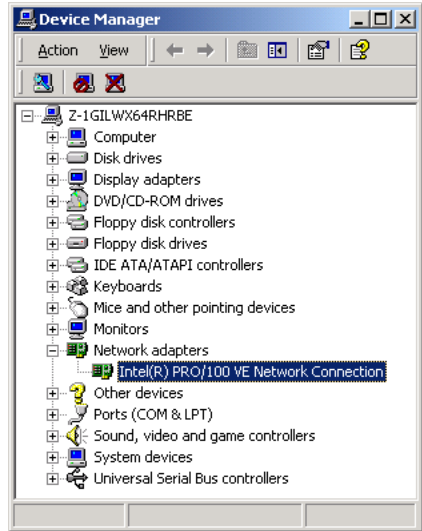 Device Manager
Action View
Z-1GILWX64RHRBE
Computer
Disk drives
Display adapters
DVD/CD-ROM drives
Floppy disk controllers
Floppy disk drives
IDE ATA/ATAPI controllers
Keyboards
Mice and other pointing devices
Monitors
Network adapters
Intel(R) PRO/100 VE Network Connection
Other devices
Ports (COM & LPT)
Sound, video and game controllers
System devices
Universal Serial Bus controllers